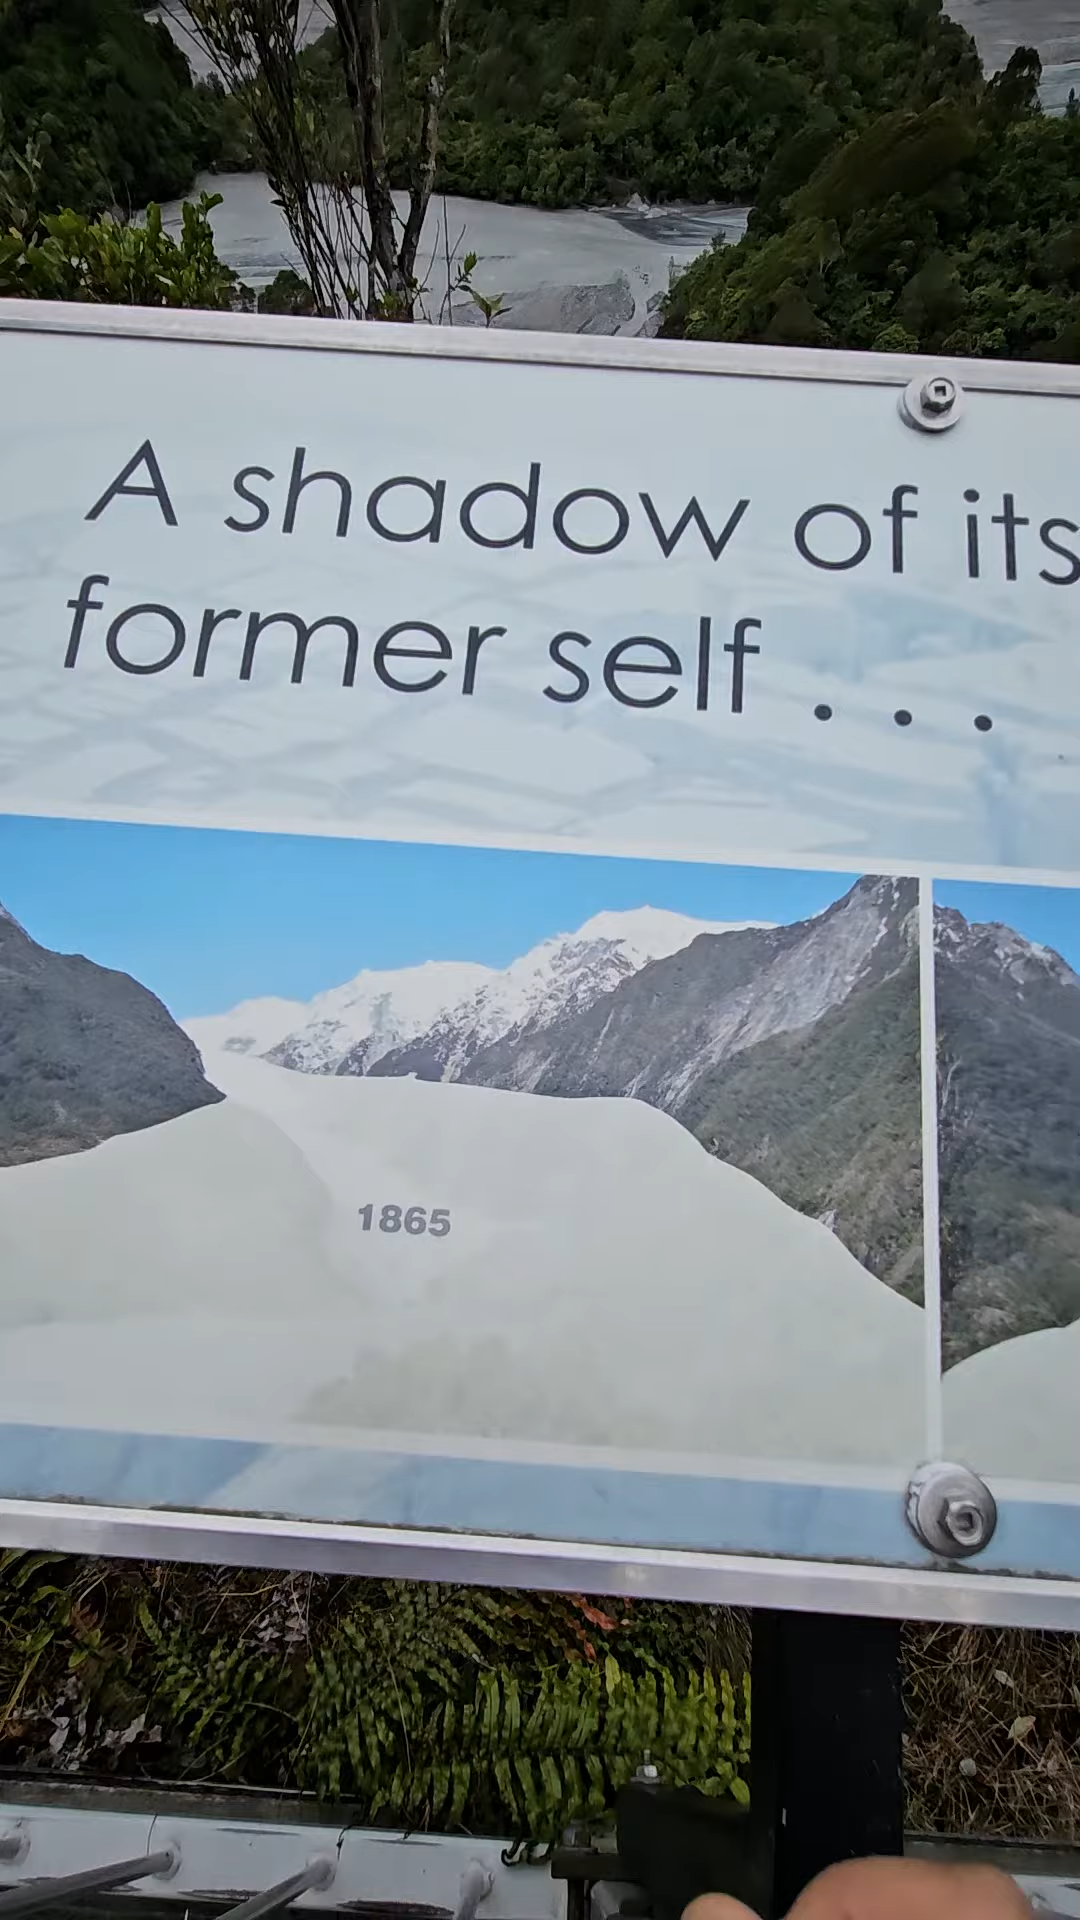 A shadow of its
former self . . .
1865